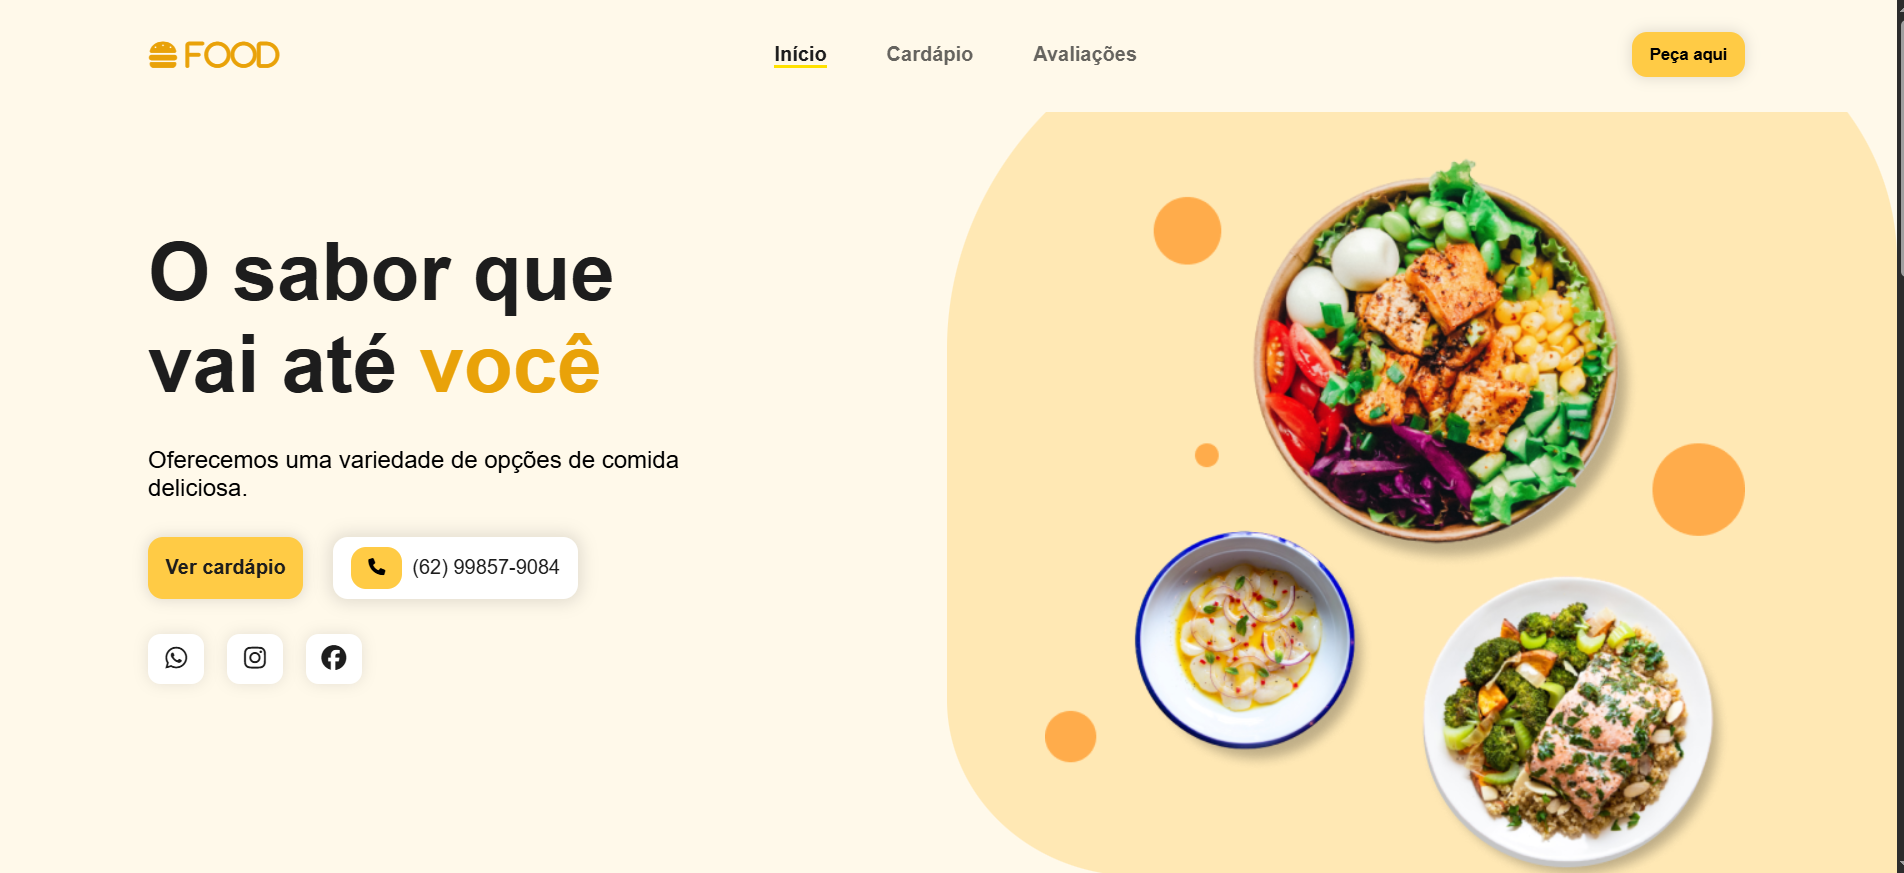 FOOD
Início
Cardápio
Avaliações
Peça aqui
O sabor que
vai até você
Oferecemos uma variedade de opções de comida
deliciosa.
Ver cardápio
(62) 99857-9084